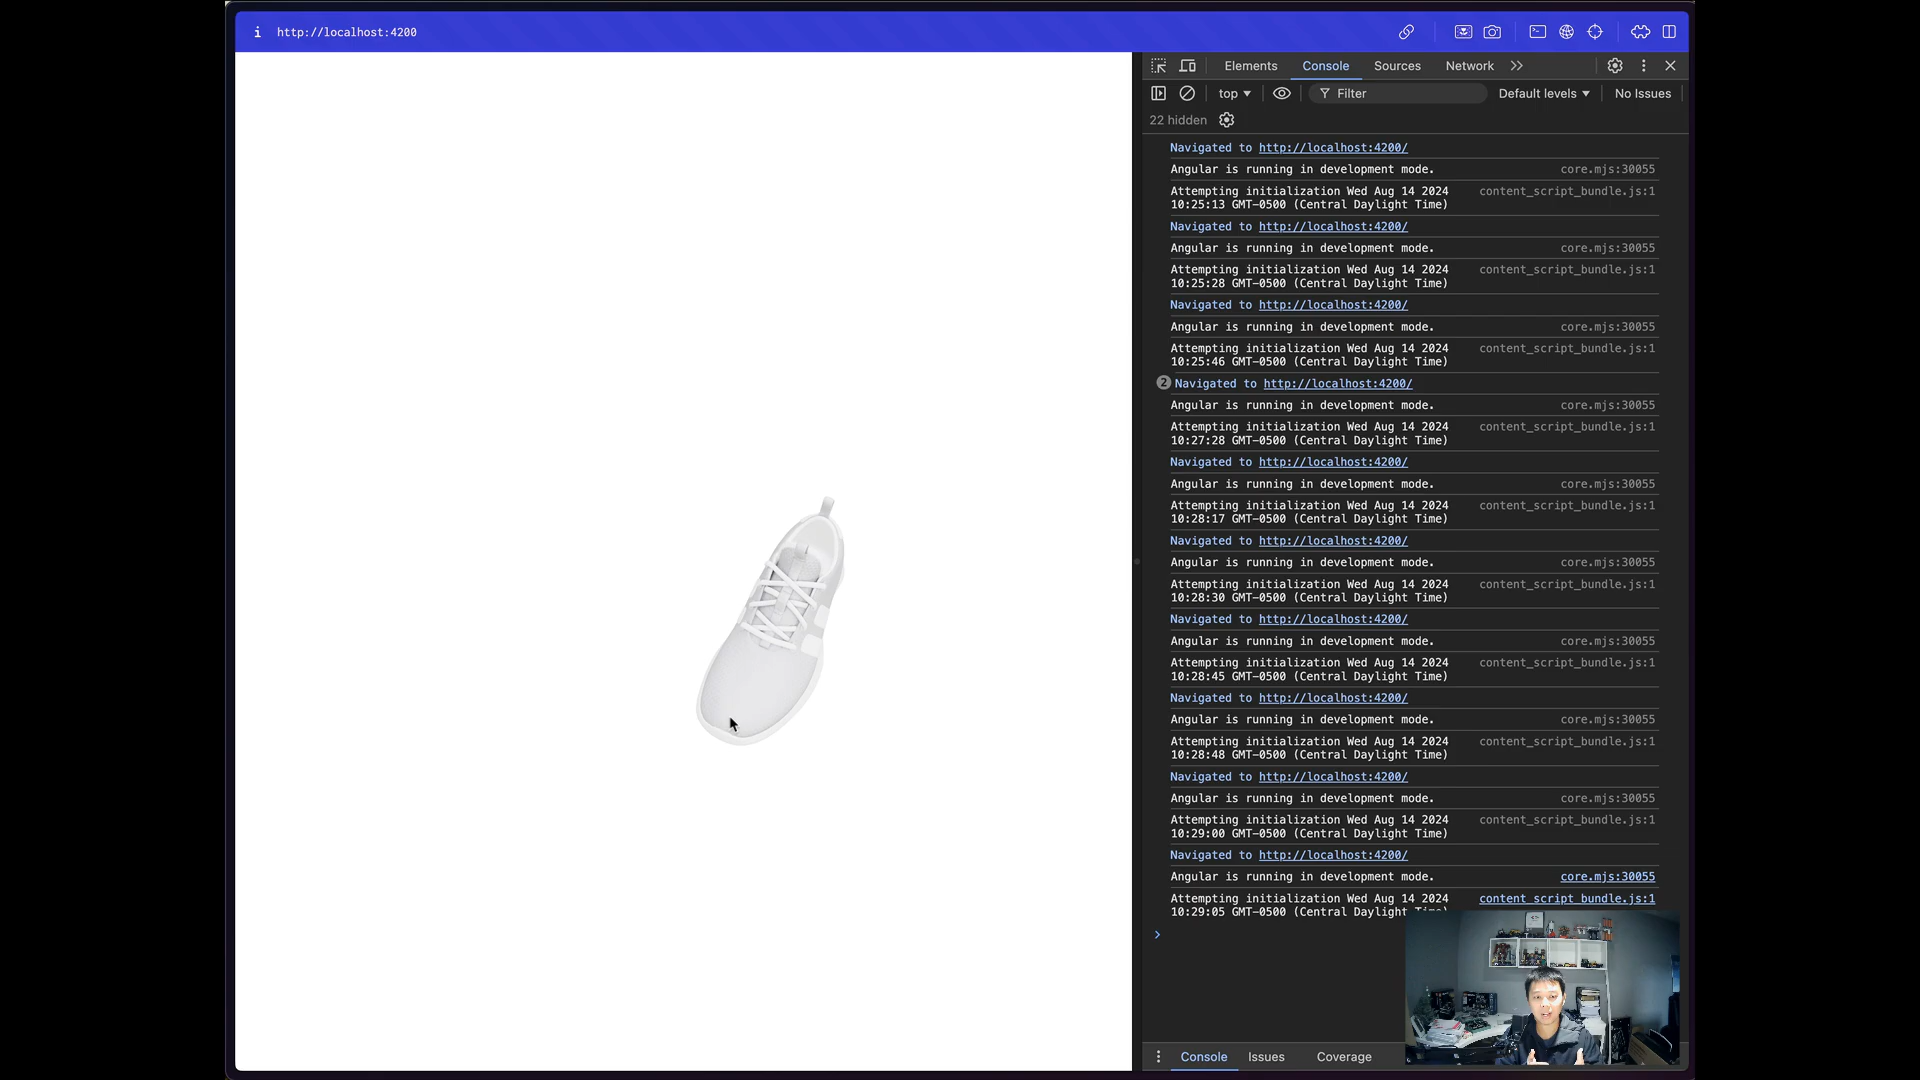 i http://localhost:4200
Elements Console Sources Network
top Filter Default levels No Issues
22 hidden
Navigated to http://localhost:4200/
Angular is running in development mode. core.mjs:30055
Attempting initialization Wed Aug 14 2024 content_script_bundle.js:1
10:25:13 GMT-0500 (Central Daylight Time)
Navigated to http://localhost:4200/
Angular is running in development mode. core.mjs:30055
Attempting initialization Wed Aug 14 2024 content_script_bundle.js:1
10:25:28 GMT-0500 (Central Daylight Time)
Navigated to http://localhost:4200/
Angular is running in development mode. core.mjs:30055
Attempting initialization Wed Aug 14 2024 content_script_bundle.js:1
10:25:46 GMT-0500 (Central Daylight Time)
2 Navigated to http://localhost:4200/
Angular is running in development mode. core.mjs:30055
Attempting initialization Wed Aug 14 2024 content_script_bundle.js:1
10:27:28 GMT-0500 (Central Daylight Time)
Navigated to http://localhost:4200/
Angular is running in development mode. core.mjs:30055
Attempting initialization Wed Aug 14 2024 content_script_bundle.js:1
10:28:17 GMT-0500 (Central Daylight Time)
Navigated to http://localhost:4200/
Angular is running in development mode. core.mjs:30055
Attempting initialization Wed Aug 14 2024 content_script_bundle.js:1
10:28:30 GMT-0500 (Central Daylight Time)
Navigated to http://localhost:4200/
Angular is running in development mode. core.mjs:30055
Attempting initialization Wed Aug 14 2024 content_script_bundle.js:1
10:28:45 GMT-0500 (Central Daylight Time)
Navigated to http://localhost:4200/
Angular is running in development mode. core.mjs:30055
Attempting initialization Wed Aug 14 2024 content_script_bundle.js:1
10:28:48 GMT-0500 (Central Daylight Time)
Navigated to http://localhost:4200/
Angular is running in development mode. core.mjs:30055
Attempting initialization Wed Aug 14 2024 content_script_bundle.js:1
10:29:00 GMT-0500 (Central Daylight Time)
Navigated to http://localhost:4200/
Angular is running in development mode. core.mjs:30055
Attempting initialization Wed Aug 14 2024 content_script_bundle.js:1
10:29:05 GMT-0500 (Central Daylight
Console Issues Coverage